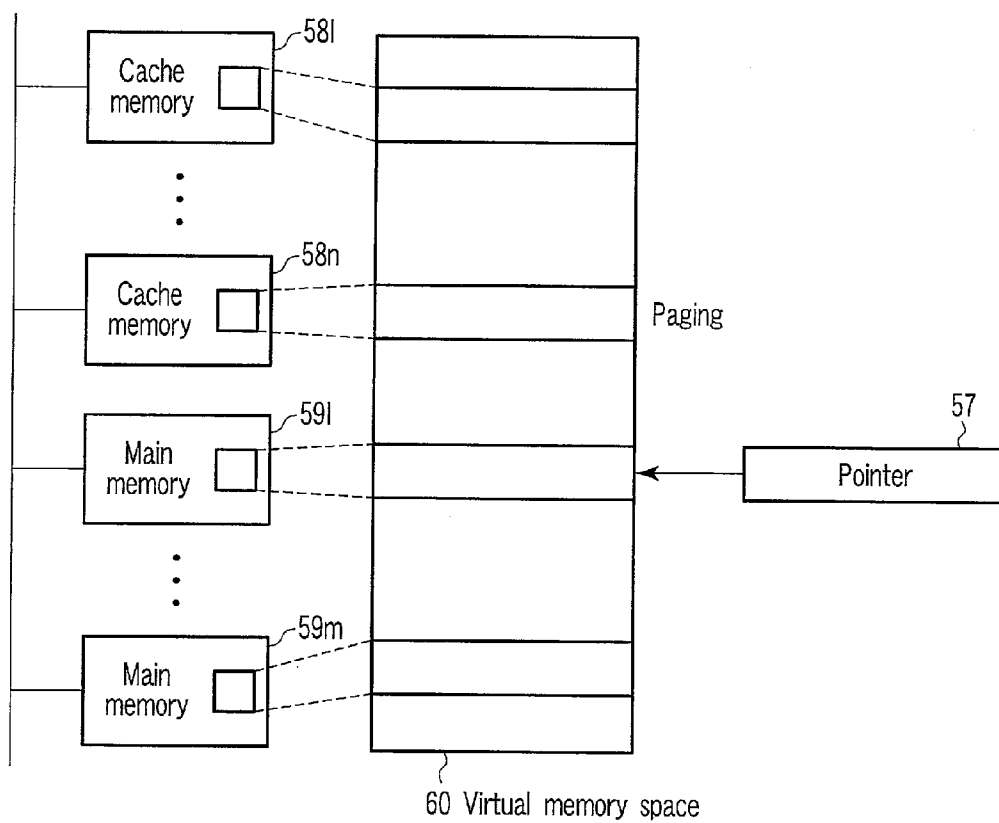 58l
Cache
memory
58n
Cache
memory
Paging
59l
Main
memory
57
Pointer
59m
Main
memory
60 Virtual memory space